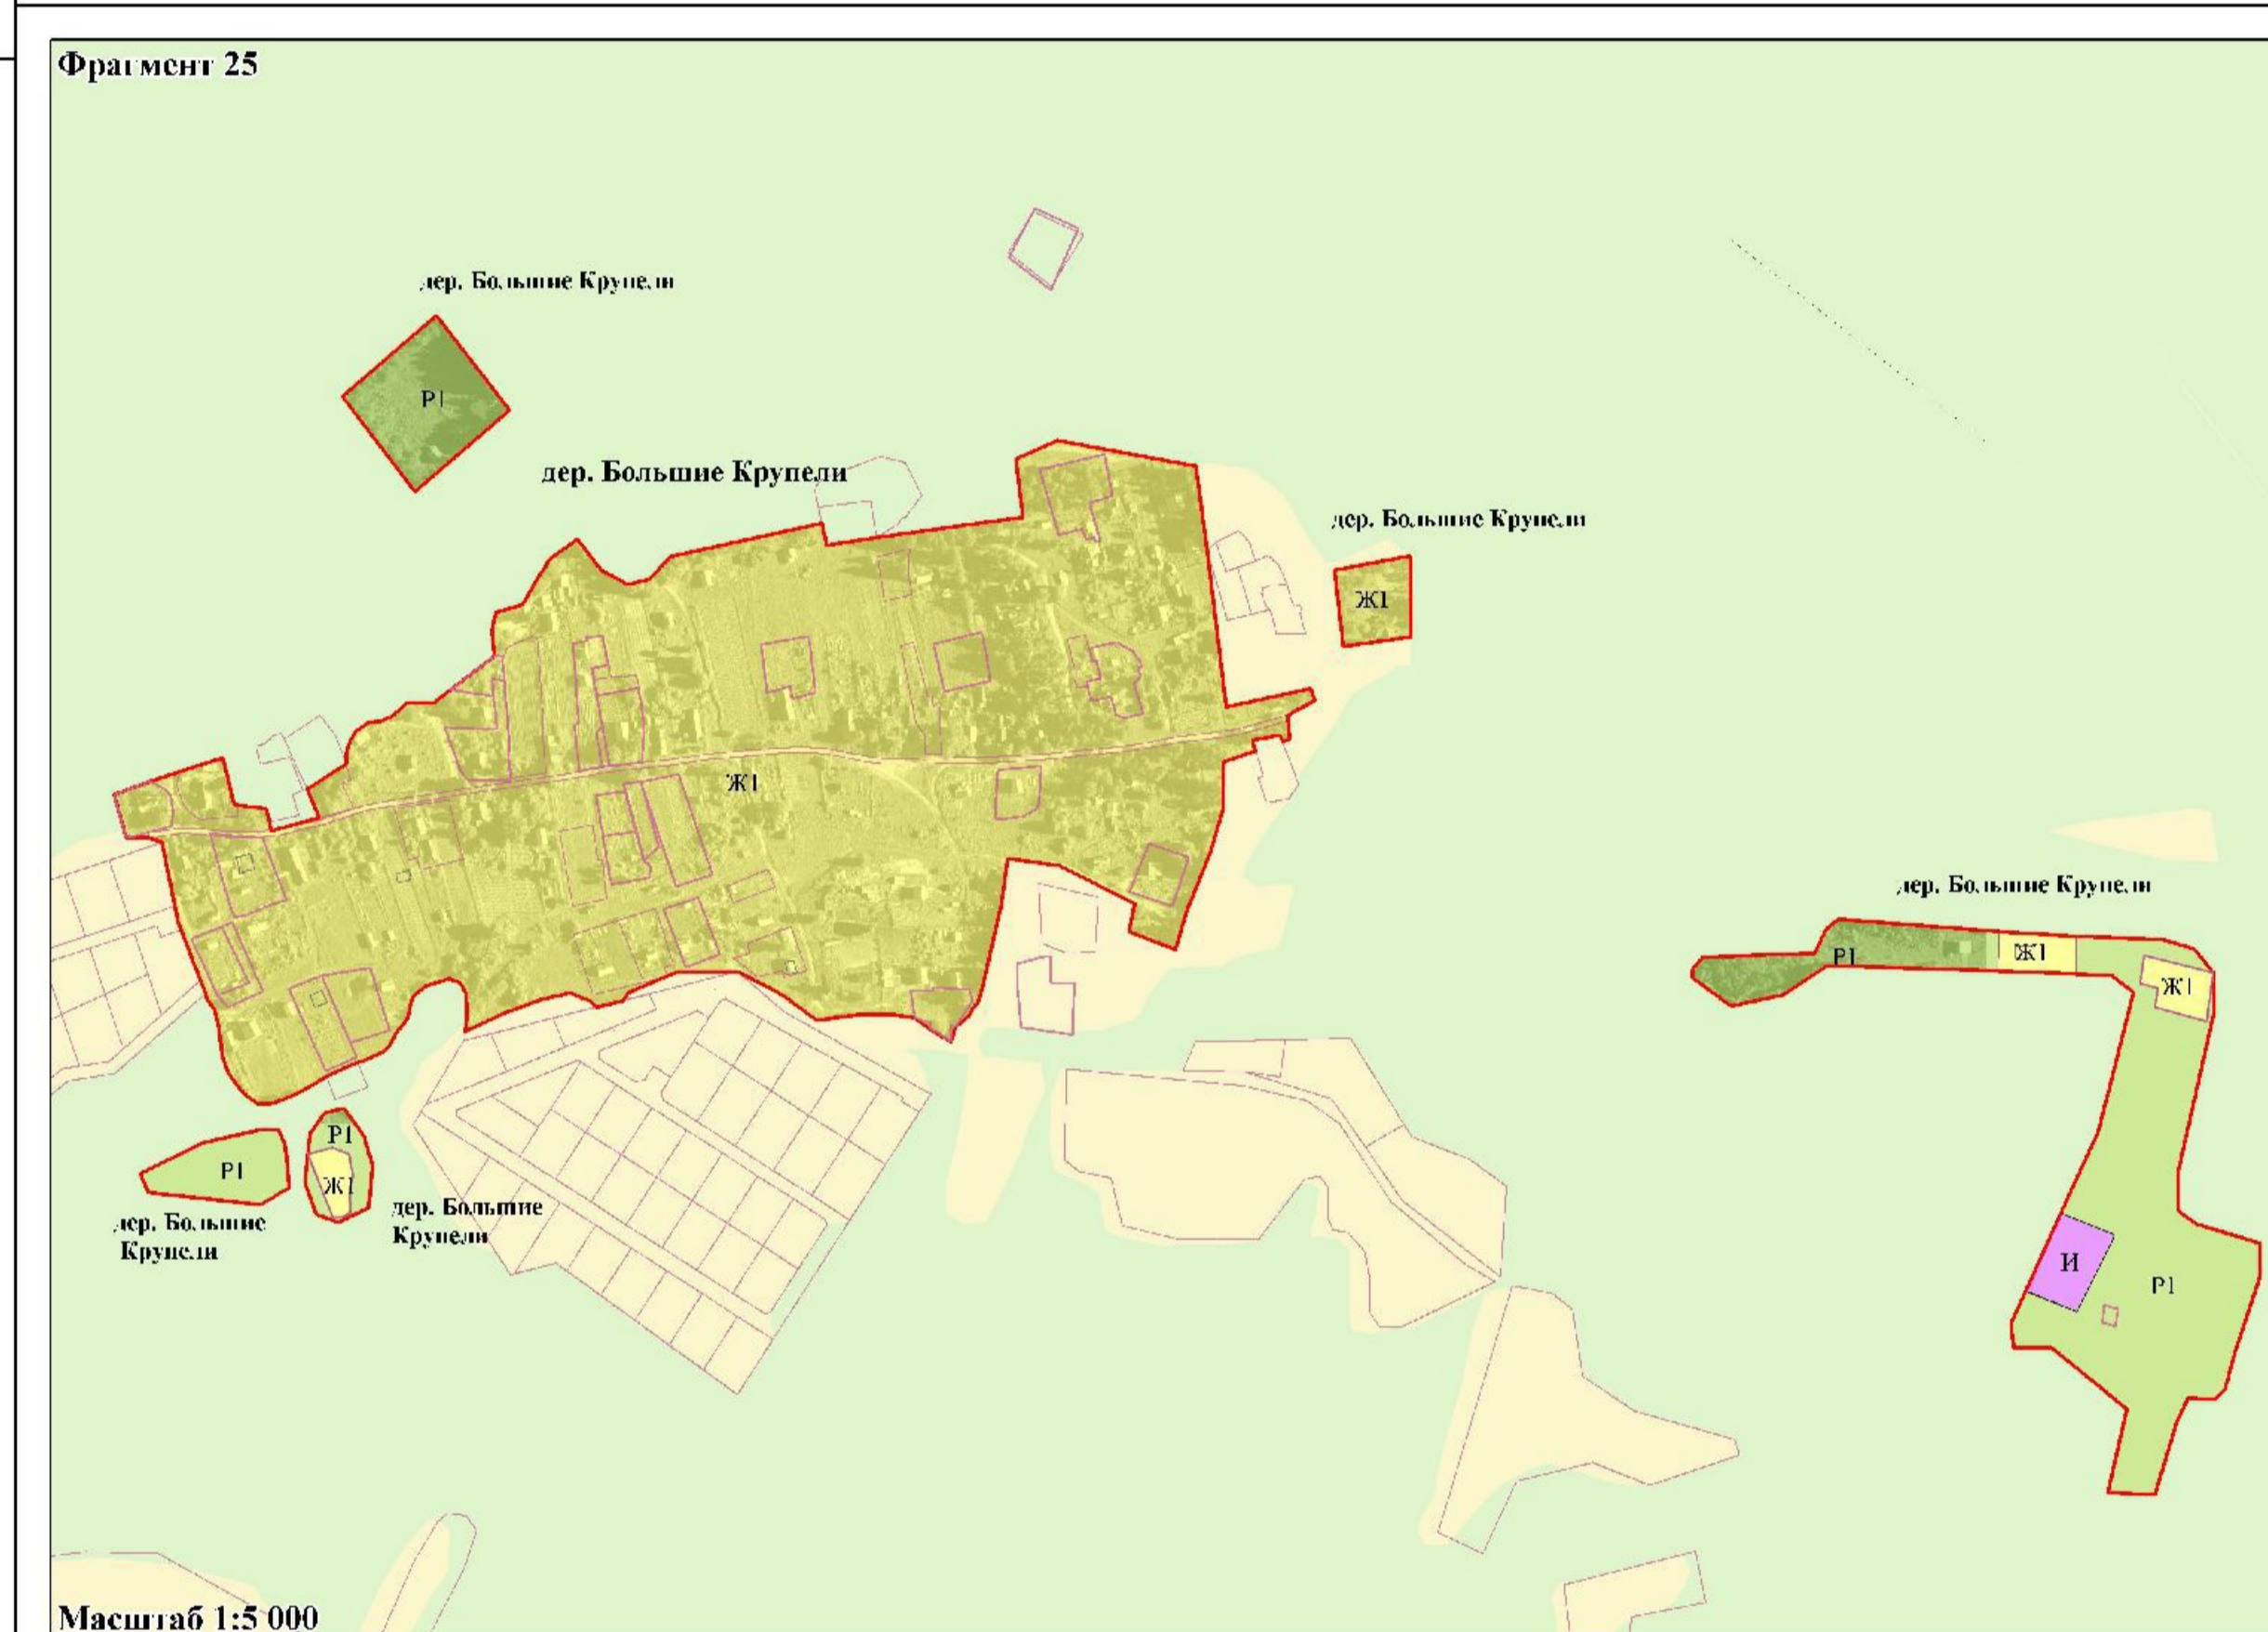 Фрагмент 25
дер. Большие Крупели
Р1
дер. Большие Крупели
дер. Большие Крупели
Ж1
Ж1
дер. Большие Крупели
Р1
Ж1
Ж1
Р1
Р1
Ж1
дер. Большие
Крупели
дер. Большие
Крупели
И
Р1
Масштаб 1:5 000